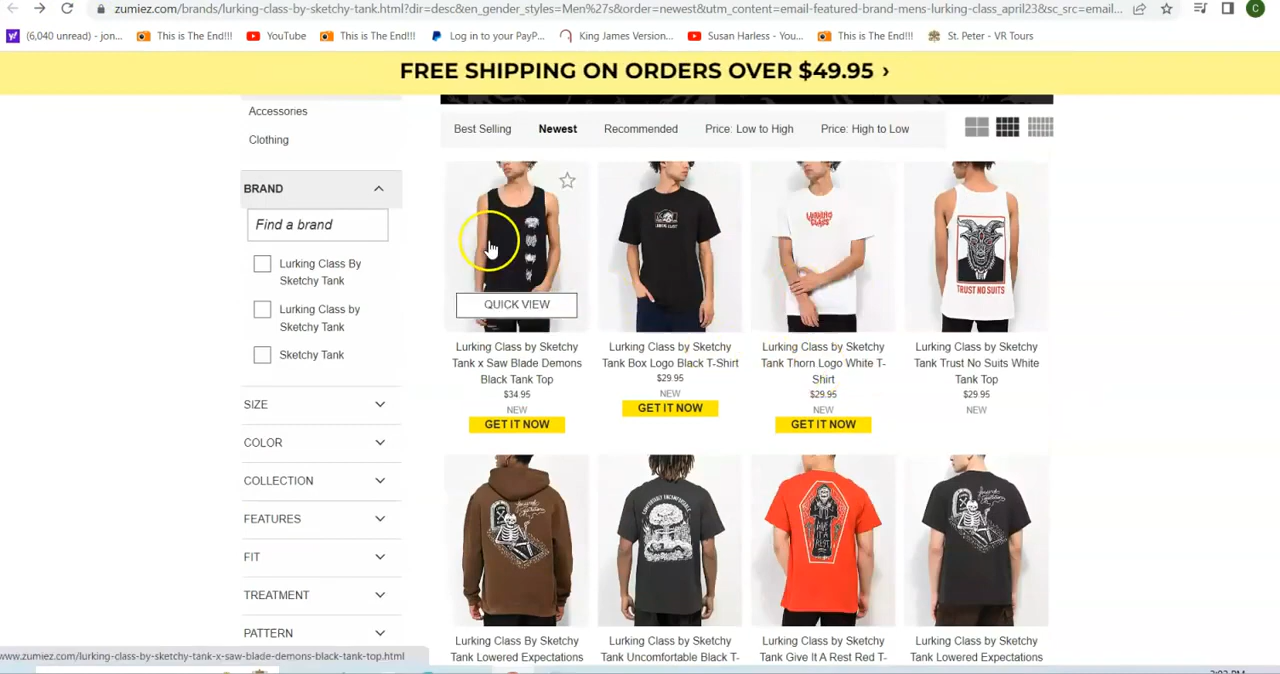 zumiez.com/brands/lurking-class-by-sketchy-tank.html?dir=desc&en_gender_styles=Men%27s&order=newest&utm_content=email-featured-brand-mens-lurking-class_april23&sc_src=email...
C
(6,040 unread) - jon... This is The End!!! YouTube This is The End!!! Log in to your PayP... King James Version... Susan Harless - You... This is The End!!! St. Peter - VR Tours
FREE SHIPPING ON ORDERS OVER $49.95 ›
Accessories
Clothing
BRAND
Find a brand
Lurking Class By
Sketchy Tank
Lurking Class by
Sketchy Tank
Sketchy Tank
SIZE
COLOR
COLLECTION
FEATURES
FIT
TREATMENT
PATTERN
Best Selling Newest Recommended Price: Low to High Price: High to Low
QUICK VIEW
LURKING CLASS
LURKING
CLASS
TRUST NO SUITS
Lurking Class by Sketchy
Tank x Saw Blade Demons
Black Tank Top
$34.95
NEW
GET IT NOW
Lurking Class by Sketchy
Tank Box Logo Black T-Shirt
$29.95
NEW
GET IT NOW
Lurking Class by Sketchy
Tank Thorn Logo White T-
Shirt
$29.95
NEW
GET IT NOW
Lurking Class by Sketchy
Tank Trust No Suits White
Tank Top
$29.95
NEW
COMFORTABLY UNCOMFORTABLE
GIVE IT A REST
Lurking Class By Sketchy
Tank Lowered Expectations
Lurking Class by Sketchy
Tank Uncomfortable Black T-
Lurking Class by Sketchy
Tank Give It A Rest Red T-
Lurking Class by Sketchy
Tank Lowered Expectations
www.zumiez.com/lurking-class-by-sketchy-tank-x-saw-blade-demons-black-tank-top.html